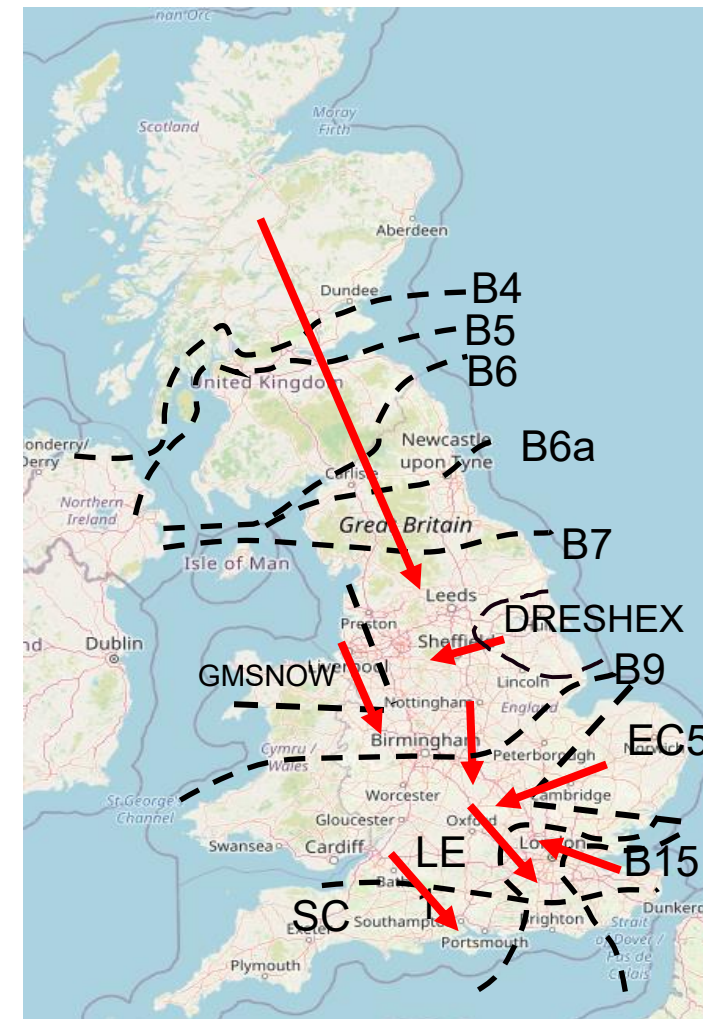 nan Orc
Moray
Firth
Scotland
Aberdeen
B4
Dundee
B5
United Kingdom
B6
onderry/
Derry
Newcastle
upon Tyne
B6a
Carlisle
Northern
Ireland
Great Britain
B7
Isle of Man
Leeds
Preston
DRESHEX
Sheffield
nd
Dublin
Liverpool
GMSNOW
Lincoln
B9
Nottingham
England
EC5
Norwich
Birmingham
Peterborough
Cymru /
Wales
St George's
Channel
Worcester
Cambridge
Gloucester
Oxford
Swansea
Cardiff
LE
London
B15
Bath
SC
1
Southampton
Brighton
Dunkerq
Exeter
Portsmouth
Strait
of Dover /
Pas de
Calais
Plymouth